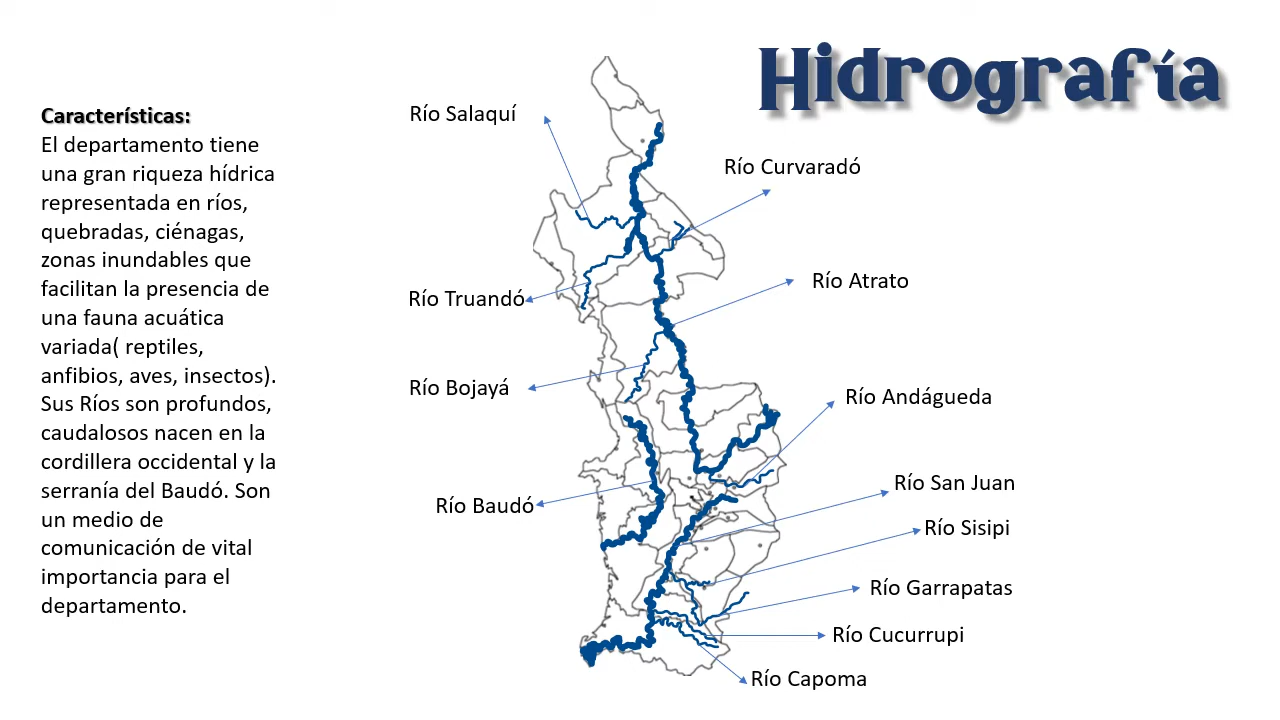 Hidrografía
Características:
El departamento tiene
una gran riqueza hídrica
representada en ríos,
quebradas, ciénagas,
zonas inundables que
facilitan la presencia de
una fauna acuática
variada( reptiles,
anfibios, aves, insectos).
Sus Ríos son profundos,
caudalosos nacen en la
cordillera occidental y la
serranía del Baudó. Son
un medio de
comunicación de vital
importancia para el
departamento.
Río Salaquí
Río Curvaradó
Río Atrato
Río Truandó
Río Bojayá
Río Andágueda
Río San Juan
Río Baudó
Río Sisipi
Río Garrapatas
Río Cucurrupi
Río Capoma